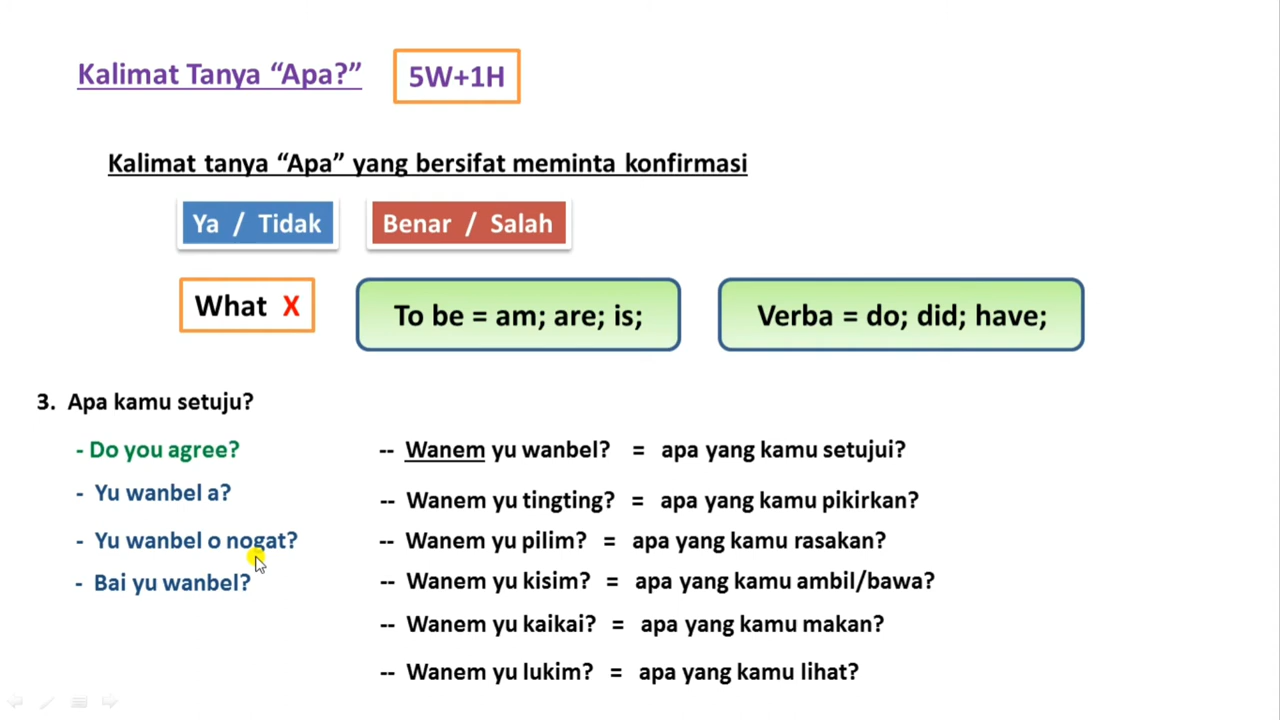 Kalimat Tanya “Apa?” 5W+1H
Kalimat tanya “Apa” yang bersifat meminta konfirmasi
Ya / Tidak
Benar / Salah
What X
To be = am; are; is;
Verba = do; did; have;
3. Apa kamu setuju?
- Do you agree?
- Yu wanbel a?
- Yu wanbel o nogat?
- Bai yu wanbel?
-- Wanem yu wanbel? = apa yang kamu setujui?
-- Wanem yu tingting? = apa yang kamu pikirkan?
-- Wanem yu pilim? = apa yang kamu rasakan?
-- Wanem yu kisim? = apa yang kamu ambil/bawa?
-- Wanem yu kaikai? = apa yang kamu makan?
-- Wanem yu lukim? = apa yang kamu lihat?